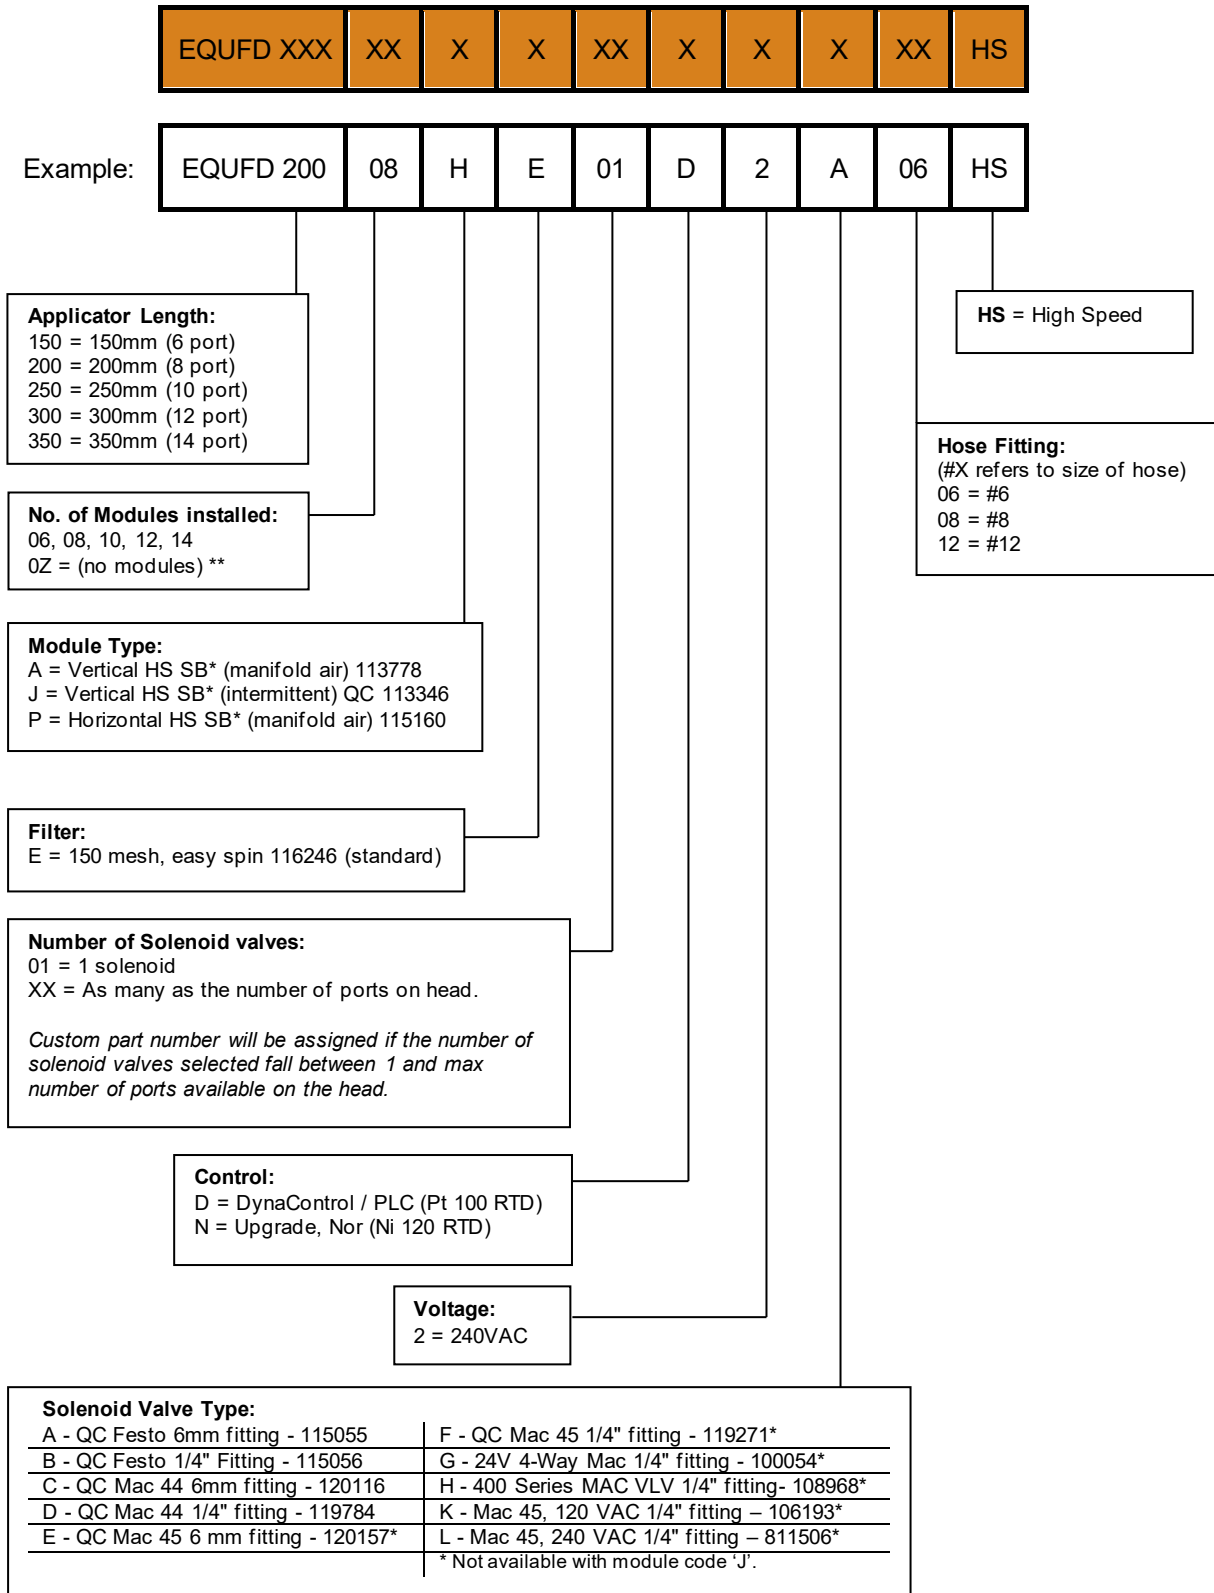 EQUFD XXX XX X X XX X X X XX HS
Example: EQUFD 200 08 H E 01 D 2 A 06 HS
Applicator Length:
150 = 150mm (6 port)
200 = 200mm (8 port)
250 = 250mm (10 port)
300 = 300mm (12 port)
350 = 350mm (14 port)
HS = High Speed
Hose Fitting:
(#X refers to size of hose)
06 = #6
08 = #8
12 = #12
No. of Modules installed:
06, 08, 10, 12, 14
0Z = (no modules) **
Module Type:
A = Vertical HS SB* (manifold air) 113778
J = Vertical HS SB* (intermittent) QC 113346
P = Horizontal HS SB* (manifold air) 115160
Filter:
E = 150 mesh, easy spin 116246 (standard)
Number of Solenoid valves:
01 = 1 solenoid
XX = As many as the number of ports on head.
Custom part number will be assigned if the number of
solenoid valves selected fall between 1 and max
number of ports available on the head.
Control:
D = DynaControl / PLC (Pt 100 RTD)
N = Upgrade, Nor (Ni 120 RTD)
Voltage:
2 = 240VAC
Solenoid Valve Type:
A - QC Festo 6mm fitting - 115055
B - QC Festo 1/4" Fitting - 115056
C - QC Mac 44 6mm fitting - 120116
D - QC Mac 44 1/4" fitting - 119784
E - QC Mac 45 6 mm fitting - 120157*
F - QC Mac 45 1/4" fitting - 119271*
G - 24V 4-Way Mac 1/4" fitting - 100054*
H - 400 Series MAC VLV 1/4" fitting- 108968*
K - Mac 45, 120 VAC 1/4" fitting – 106193*
L - Mac 45, 240 VAC 1/4" fitting – 811506*
* Not available with module code ‘J’.